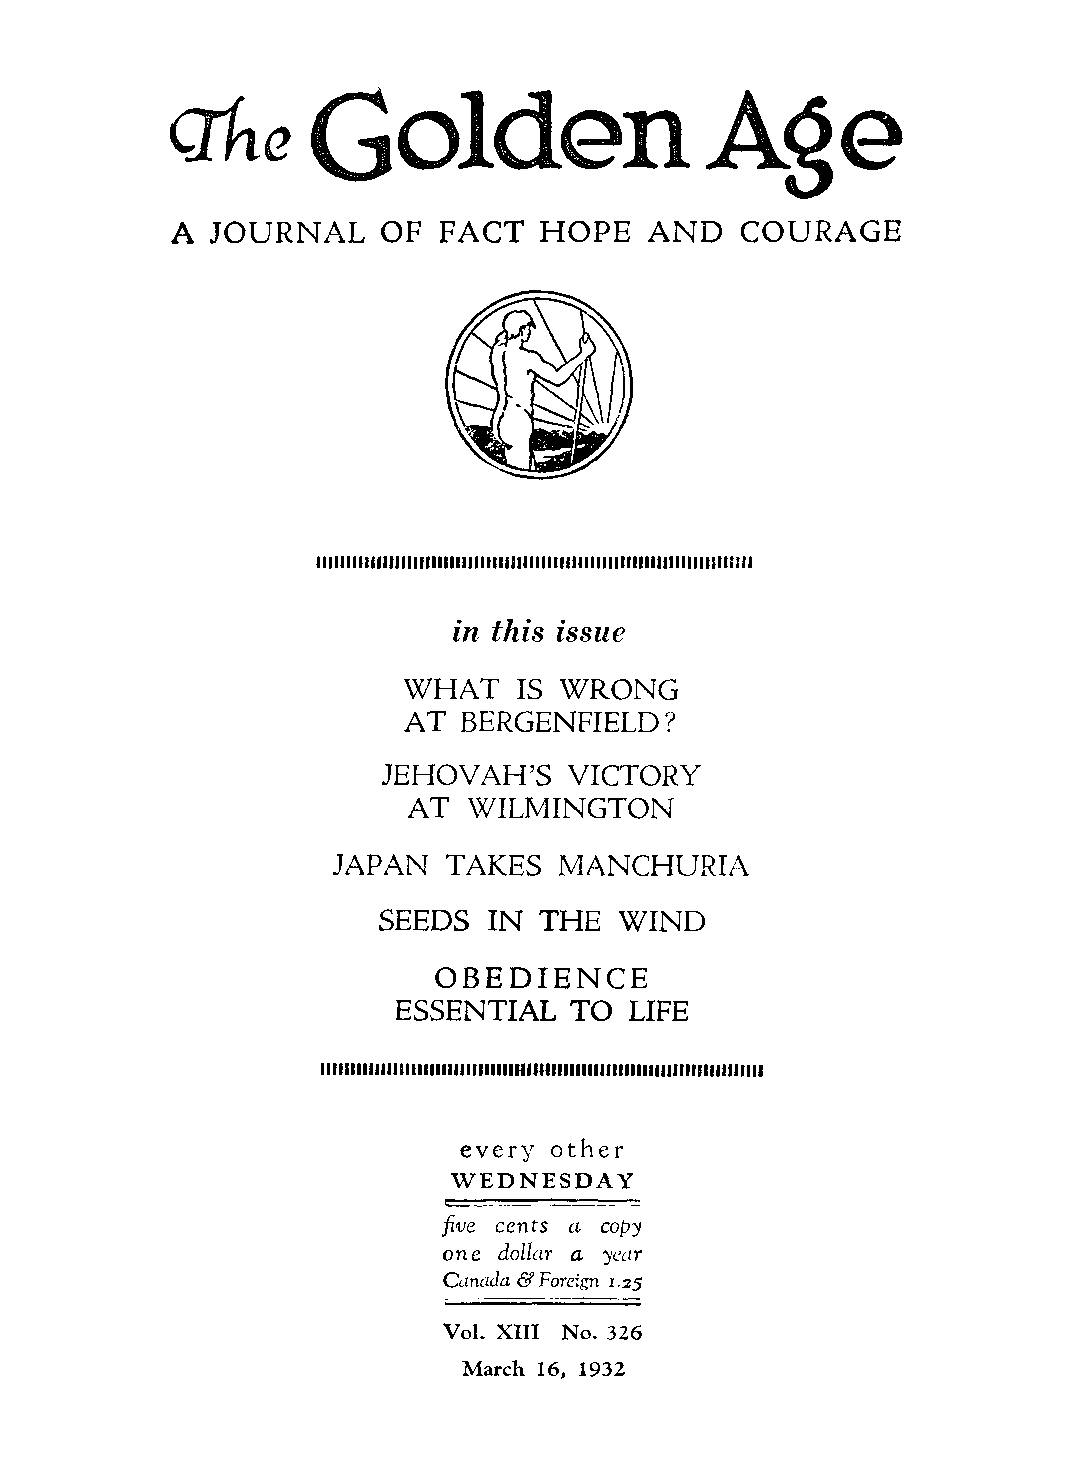 The Golden Age
A JOURNAL OF FACT HOPE AND COURAGE
in this issue
WHAT IS WRONG
AT BERGENFIELD?
JEHOVAH'S VICTORY
AT WILMINGTON
JAPAN TAKES MANCHURIA
SEEDS IN THE WIND
OBEDIENCE
ESSENTIAL TO LIFE
every other
WEDNESDAY
five cents a copy
one dollar a year
Canada & Foreign 1.25
Vol. XIII No. 326
March 16, 1932